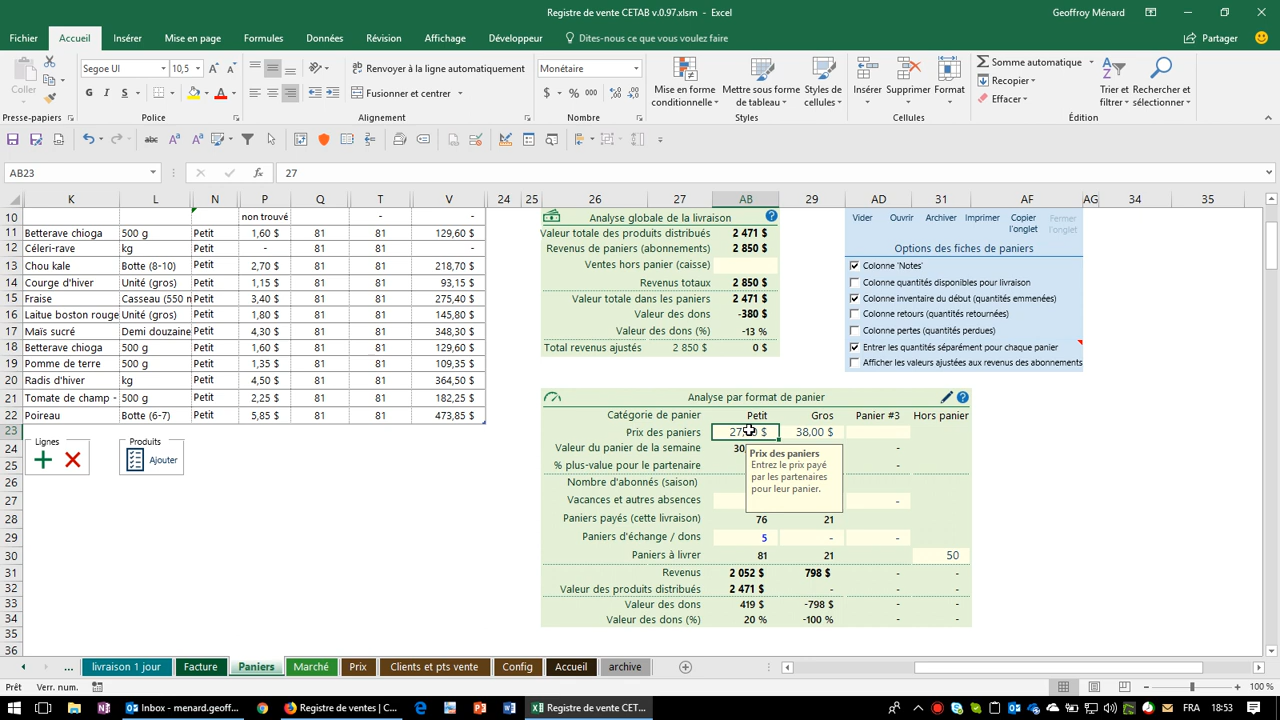 Registre de vente CETAB v.0.97.xlsm - Excel
Geoffroy Ménard
Fichier Accueil Insérer Mise en page Formules Données Révision Affichage Développeur Dites-nous ce que vous voulez faire Partager
Coller
Segoe UI 10,5
Renvoyer à la ligne automatiquement
Monétaire
G I S
Fusionner et centrer
$ % 000
Mise en forme conditionnelle
Mettre sous forme de tableau
Styles de cellules
Insérer Supprimer Format
Somme automatique
Recopier
Effacer
Trier et filtrer
Rechercher et sélectionner
Presse-papiers Police Alignement Nombre Styles Cellules Édition
AB23 fx 27
K L N P Q T V 24 25 26 27 AB 29 AD 31 AF AG 34 35
10 non trouvé - -
11 Betterave chioga 500 g Petit 1,60 $ 81 81 129,60 $
12 Céleri-rave kg Petit - 81 81 -
13 Chou kale Botte (8-10) Petit 2,70 $ 81 81 218,70 $
14 Courge d'hiver Unité (gros) Petit 1,15 $ 81 81 93,15 $
15 Fraise Casseau (550 m Petit 3,40 $ 81 81 275,40 $
16 Laitue boston rouge Unité (gros) Petit 1,80 $ 81 81 145,80 $
17 Maïs sucré Demi douzaine Petit 4,30 $ 81 81 348,30 $
18 Betterave chioga 500 g Petit 1,60 $ 81 81 129,60 $
19 Pomme de terre 500 g Petit 1,35 $ 81 81 109,35 $
20 Radis d'hiver kg Petit 4,50 $ 81 81 364,50 $
21 Tomate de champ - 500 g Petit 2,25 $ 81 81 182,25 $
22 Poireau Botte (6-7) Petit 5,85 $ 81 81 473,85 $
23
24
25
26
27
28
29
30
31
32
33
34
35
36
Lignes
Produits
Ajouter
Analyse globale de la livraison ?
Valeur totale des produits distribués 2 471 $
Revenus de paniers (abonnements) 2 850 $
Ventes hors panier (caisse)
Revenus totaux 2 850 $
Valeur totale dans les paniers 2 471 $
Valeur des dons -380 $
Valeur des dons (%) -13 %
Total revenus ajustés 2 850 $ 0 $
Vider Ouvrir Archiver Imprimer Copier l'onglet Fermer l'onglet
Options des fiches de paniers
Colonne 'Notes'
Colonne quantités disponibles pour livraison
Colonne inventaire du début (quantités emmenées)
Colonne retours (quantités retournées)
Colonne pertes (quantités perdues)
Entrer les quantités séparément pour chaque panier
Afficher les valeurs ajustées aux revenus des abonnements
Analyse par format de panier ?
Catégorie de panier Petit Gros Panier #3 Hors panier
Prix des paniers 38,00 $
Valeur du panier de la semaine -
% plus-value pour le partenaire -
Nombre d'abonnés (saison)
Vacances et autres absences -
Paniers payés (cette livraison) 76 21
Paniers d'échange / dons 5 - -
Paniers à livrer 81 21 50
Revenus 2 052 $ 798 $ - -
Valeur des produits distribués 2 471 $ - - -
Valeur des dons 419 $ -798 $ - -
Valeur des dons (%) 20 % -100 % - -
Prix des paniers
Entrez le prix payé
par les partenaires
pour leur panier.
... livraison 1 jour Facture Paniers Marché Prix Clients et pts vente Config Accueil archive
Prêt Verr. num. 100 %
Inbox - menard.geoff... Registre de ventes | C... Registre de vente CET... FRA 18:53